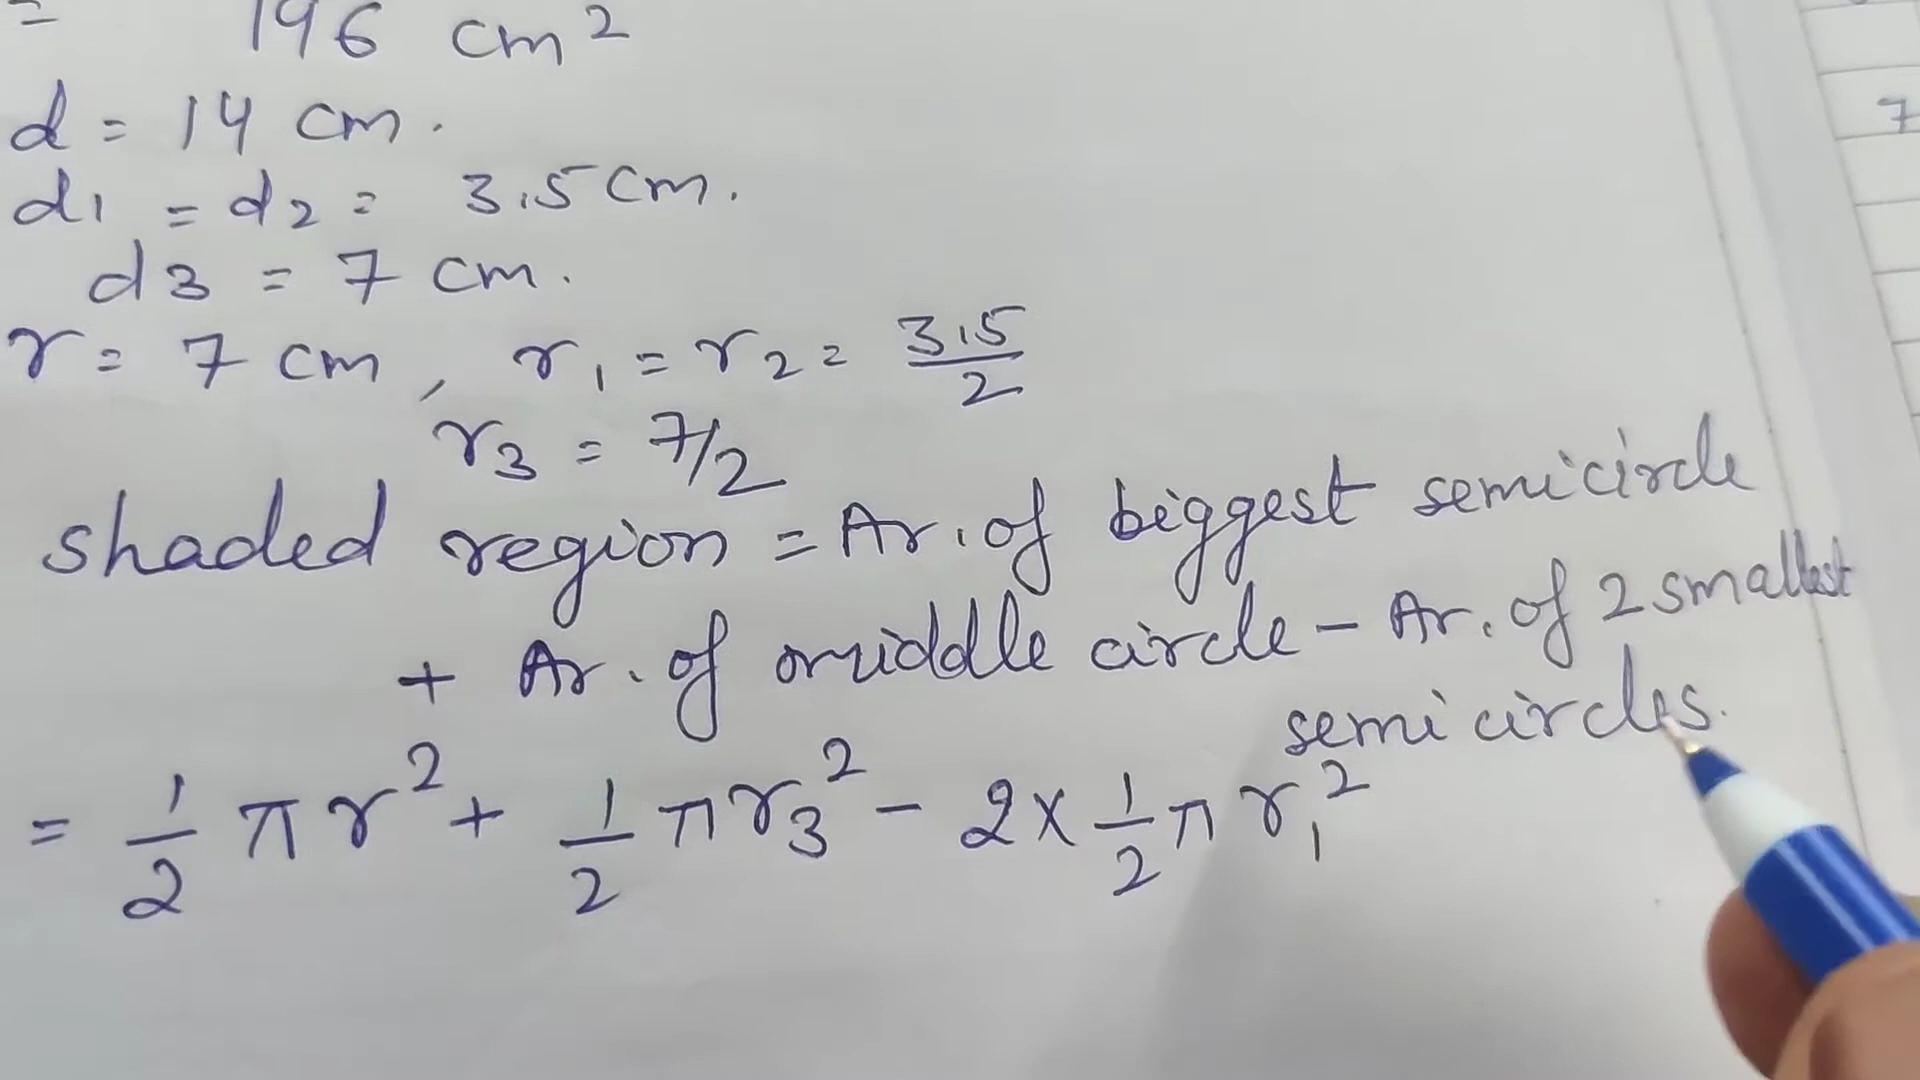 = 196 cm²
d = 14 cm.
d1 = d2 = 3.5 cm.
d3 = 7 cm.
r = 7 cm, r1 = r2 = 3.5/2
r3 = 7/2
shaded region = Ar. of biggest semicircle
+ Ar. of middle circle - Ar. of 2 smallest
semicircles.
= 1/2 πr² + 1/2 πr3² - 2 × 1/2 πr1²
7